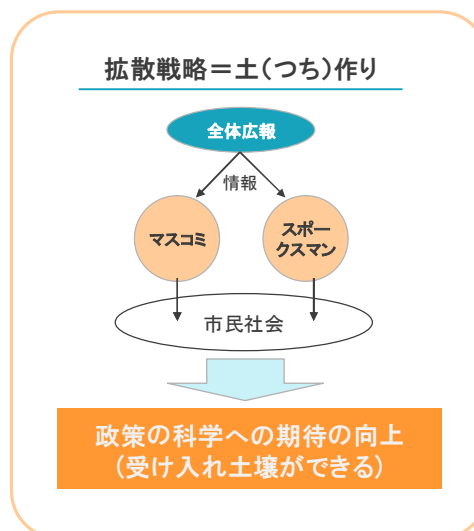 拡散戦略＝土（つち）作り
全体広報
情報
マスコミ
スポー
クスマン
市民社会
政策の科学への期待の向上
（受け入れ土壌ができる）